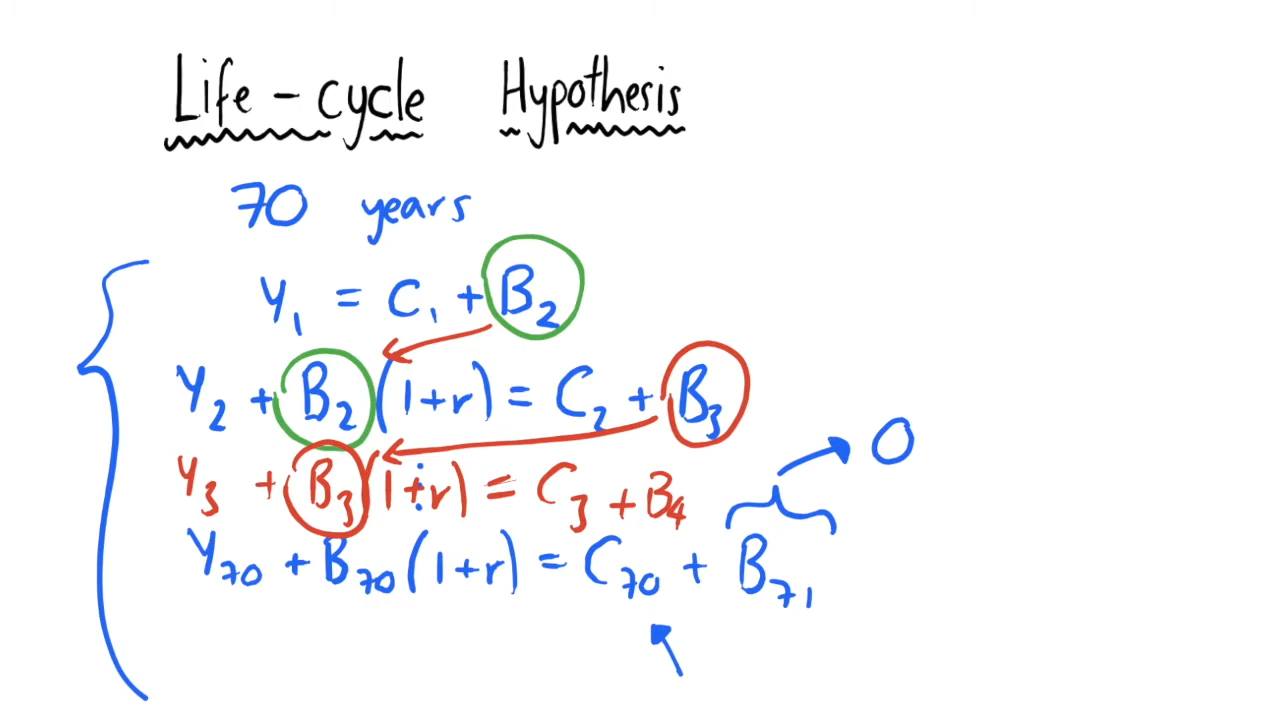 Life-cycle Hypothesis
70 years
Y₁ = C₁ + B₂
Y₂ + B₂(1+r) = C₂ + B₃
Y₃ + B₃(1+r) = C₃ + B₄
0
Y₇₀ + B₇₀(1+r) = C₇₀ + B₇₁